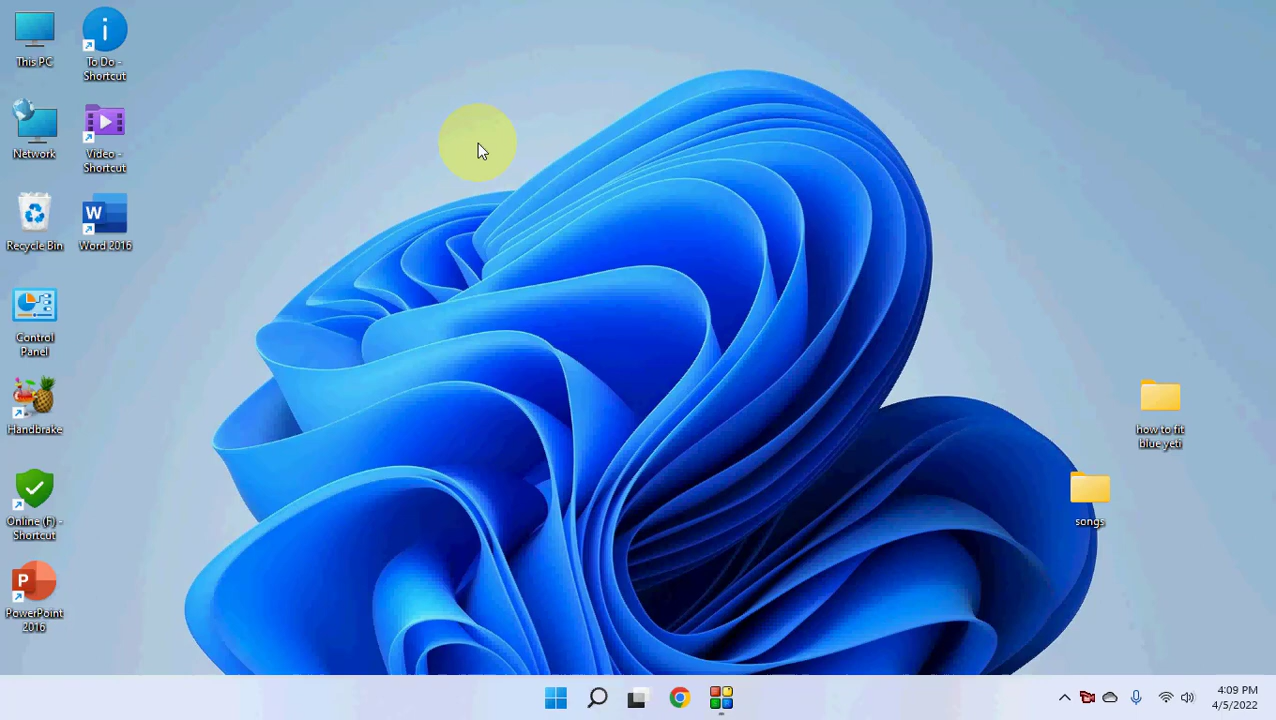 This PC
To Do -
Shortcut
Network
Video -
Shortcut
Recycle Bin
W
Word 2016
Control
Panel
Handbrake
Online (F) -
Shortcut
P
PowerPoint
2016
how to fit
blue yeti
songs
4:09 PM
4/5/2022